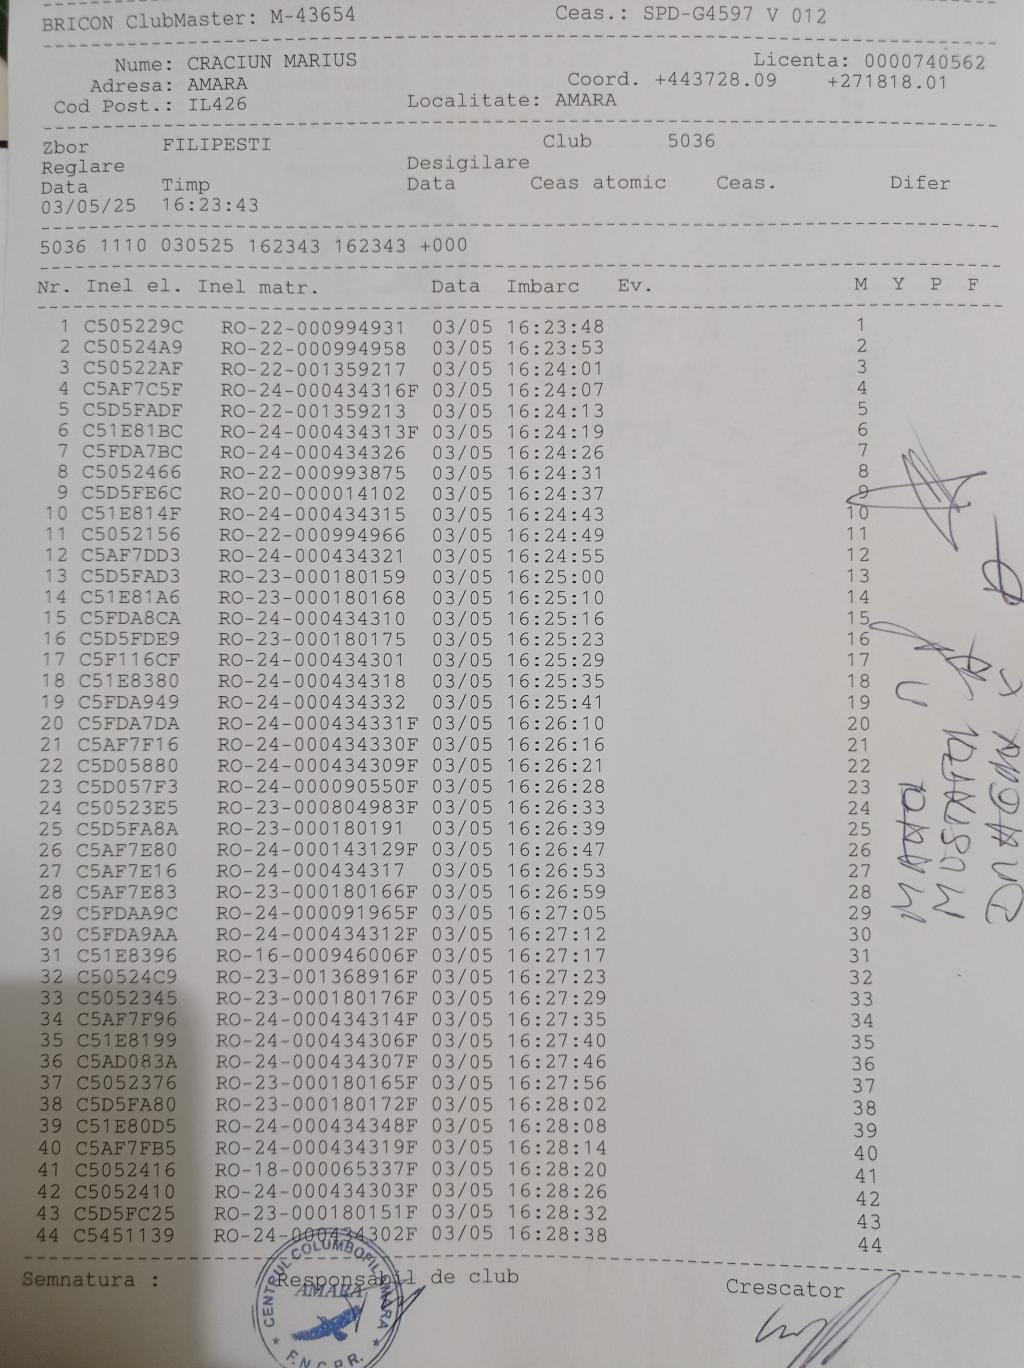 BRICON ClubMaster: M-43654 Ceas.: SPD-G4597 V 012
Nume: CRACIUN MARIUS Licenta: 0000740562
Adresa: AMARA Coord. +443728.09 +271818.01
Cod Post.: IL426 Localitate: AMARA
Zbor FILIPESTI Club 5036
Reglare Desigilare
Data Timp Data Ceas atomic Ceas. Difer
03/05/25 16:23:43
5036 1110 030525 162343 162343 +000
Nr. Inel el. Inel matr. Data Imbarc Ev. M Y P F
1 C505229C RO-22-000994931 03/05 16:23:48 1
2 C50524A9 RO-22-000994958 03/05 16:23:53 2
3 C50522AF RO-22-001359217 03/05 16:24:01 3
4 C5AF7C5F RO-24-000434316F 03/05 16:24:07 4
5 C5D5FADF RO-22-001359213 03/05 16:24:13 5
6 C51E81BC RO-24-000434313F 03/05 16:24:19 6
7 C5FDA7BC RO-24-000434326 03/05 16:24:26 7
8 C5052466 RO-22-000993875 03/05 16:24:31 8
9 C5D5FE6C RO-20-000014102 03/05 16:24:37 9
10 C51E814F RO-24-000434315 03/05 16:24:43 10
11 C5052156 RO-22-000994966 03/05 16:24:49 11
12 C5AF7DD3 RO-24-000434321 03/05 16:24:55 12
13 C5D5FAD3 RO-23-000180159 03/05 16:25:00 13
14 C51E81A6 RO-23-000180168 03/05 16:25:10 14
15 C5FDA8CA RO-24-000434310 03/05 16:25:16 15
16 C5D5FDE9 RO-23-000180175 03/05 16:25:23 16
17 C5F116CF RO-24-000434301 03/05 16:25:29 17
18 C51E8380 RO-24-000434318 03/05 16:25:35 18
19 C5FDA949 RO-24-000434332 03/05 16:25:41 19
20 C5FDA7DA RO-24-000434331F 03/05 16:26:10 20
21 C5AF7F16 RO-24-000434330F 03/05 16:26:16 21
22 C5D05880 RO-24-000434309F 03/05 16:26:21 22
23 C5D057F3 RO-24-000090550F 03/05 16:26:28 23
24 C50523E5 RO-23-000804983F 03/05 16:26:33 24
25 C5D5FA8A RO-23-000180191 03/05 16:26:39 25
26 C5AF7E80 RO-24-000143129F 03/05 16:26:47 26
27 C5AF7E16 RO-24-000434317 03/05 16:26:53 27
28 C5AF7E83 RO-23-000180166F 03/05 16:26:59 28
29 C5FDAA9C RO-24-000091965F 03/05 16:27:05 29
30 C5FDA9AA RO-24-000434312F 03/05 16:27:12 30
31 C51E8396 RO-16-000946006F 03/05 16:27:17 31
32 C50524C9 RO-23-001368916F 03/05 16:27:23 32
33 C5052345 RO-23-000180176F 03/05 16:27:29 33
34 C5AF7F96 RO-24-000434314F 03/05 16:27:35 34
35 C51E8199 RO-24-000434306F 03/05 16:27:40 35
36 C5AD083A RO-24-000434307F 03/05 16:27:46 36
37 C5052376 RO-23-000180165F 03/05 16:27:56 37
38 C5D5FA80 RO-23-000180172F 03/05 16:28:02 38
39 C51E80D5 RO-24-000434348F 03/05 16:28:08 39
40 C5AF7FB5 RO-24-000434319F 03/05 16:28:14 40
41 C5052416 RO-18-000065337F 03/05 16:28:20 41
42 C5052410 RO-24-000434303F 03/05 16:28:26 42
43 C5D5FC25 RO-23-000180151F 03/05 16:28:32 43
44 C5451139 RO-24-000434302F 03/05 16:28:38 44
Semnatura : Responsabil de club Crescator
CENTRUL COLUMBOFIL AMARA
AMARA
F.N.C.P.R.